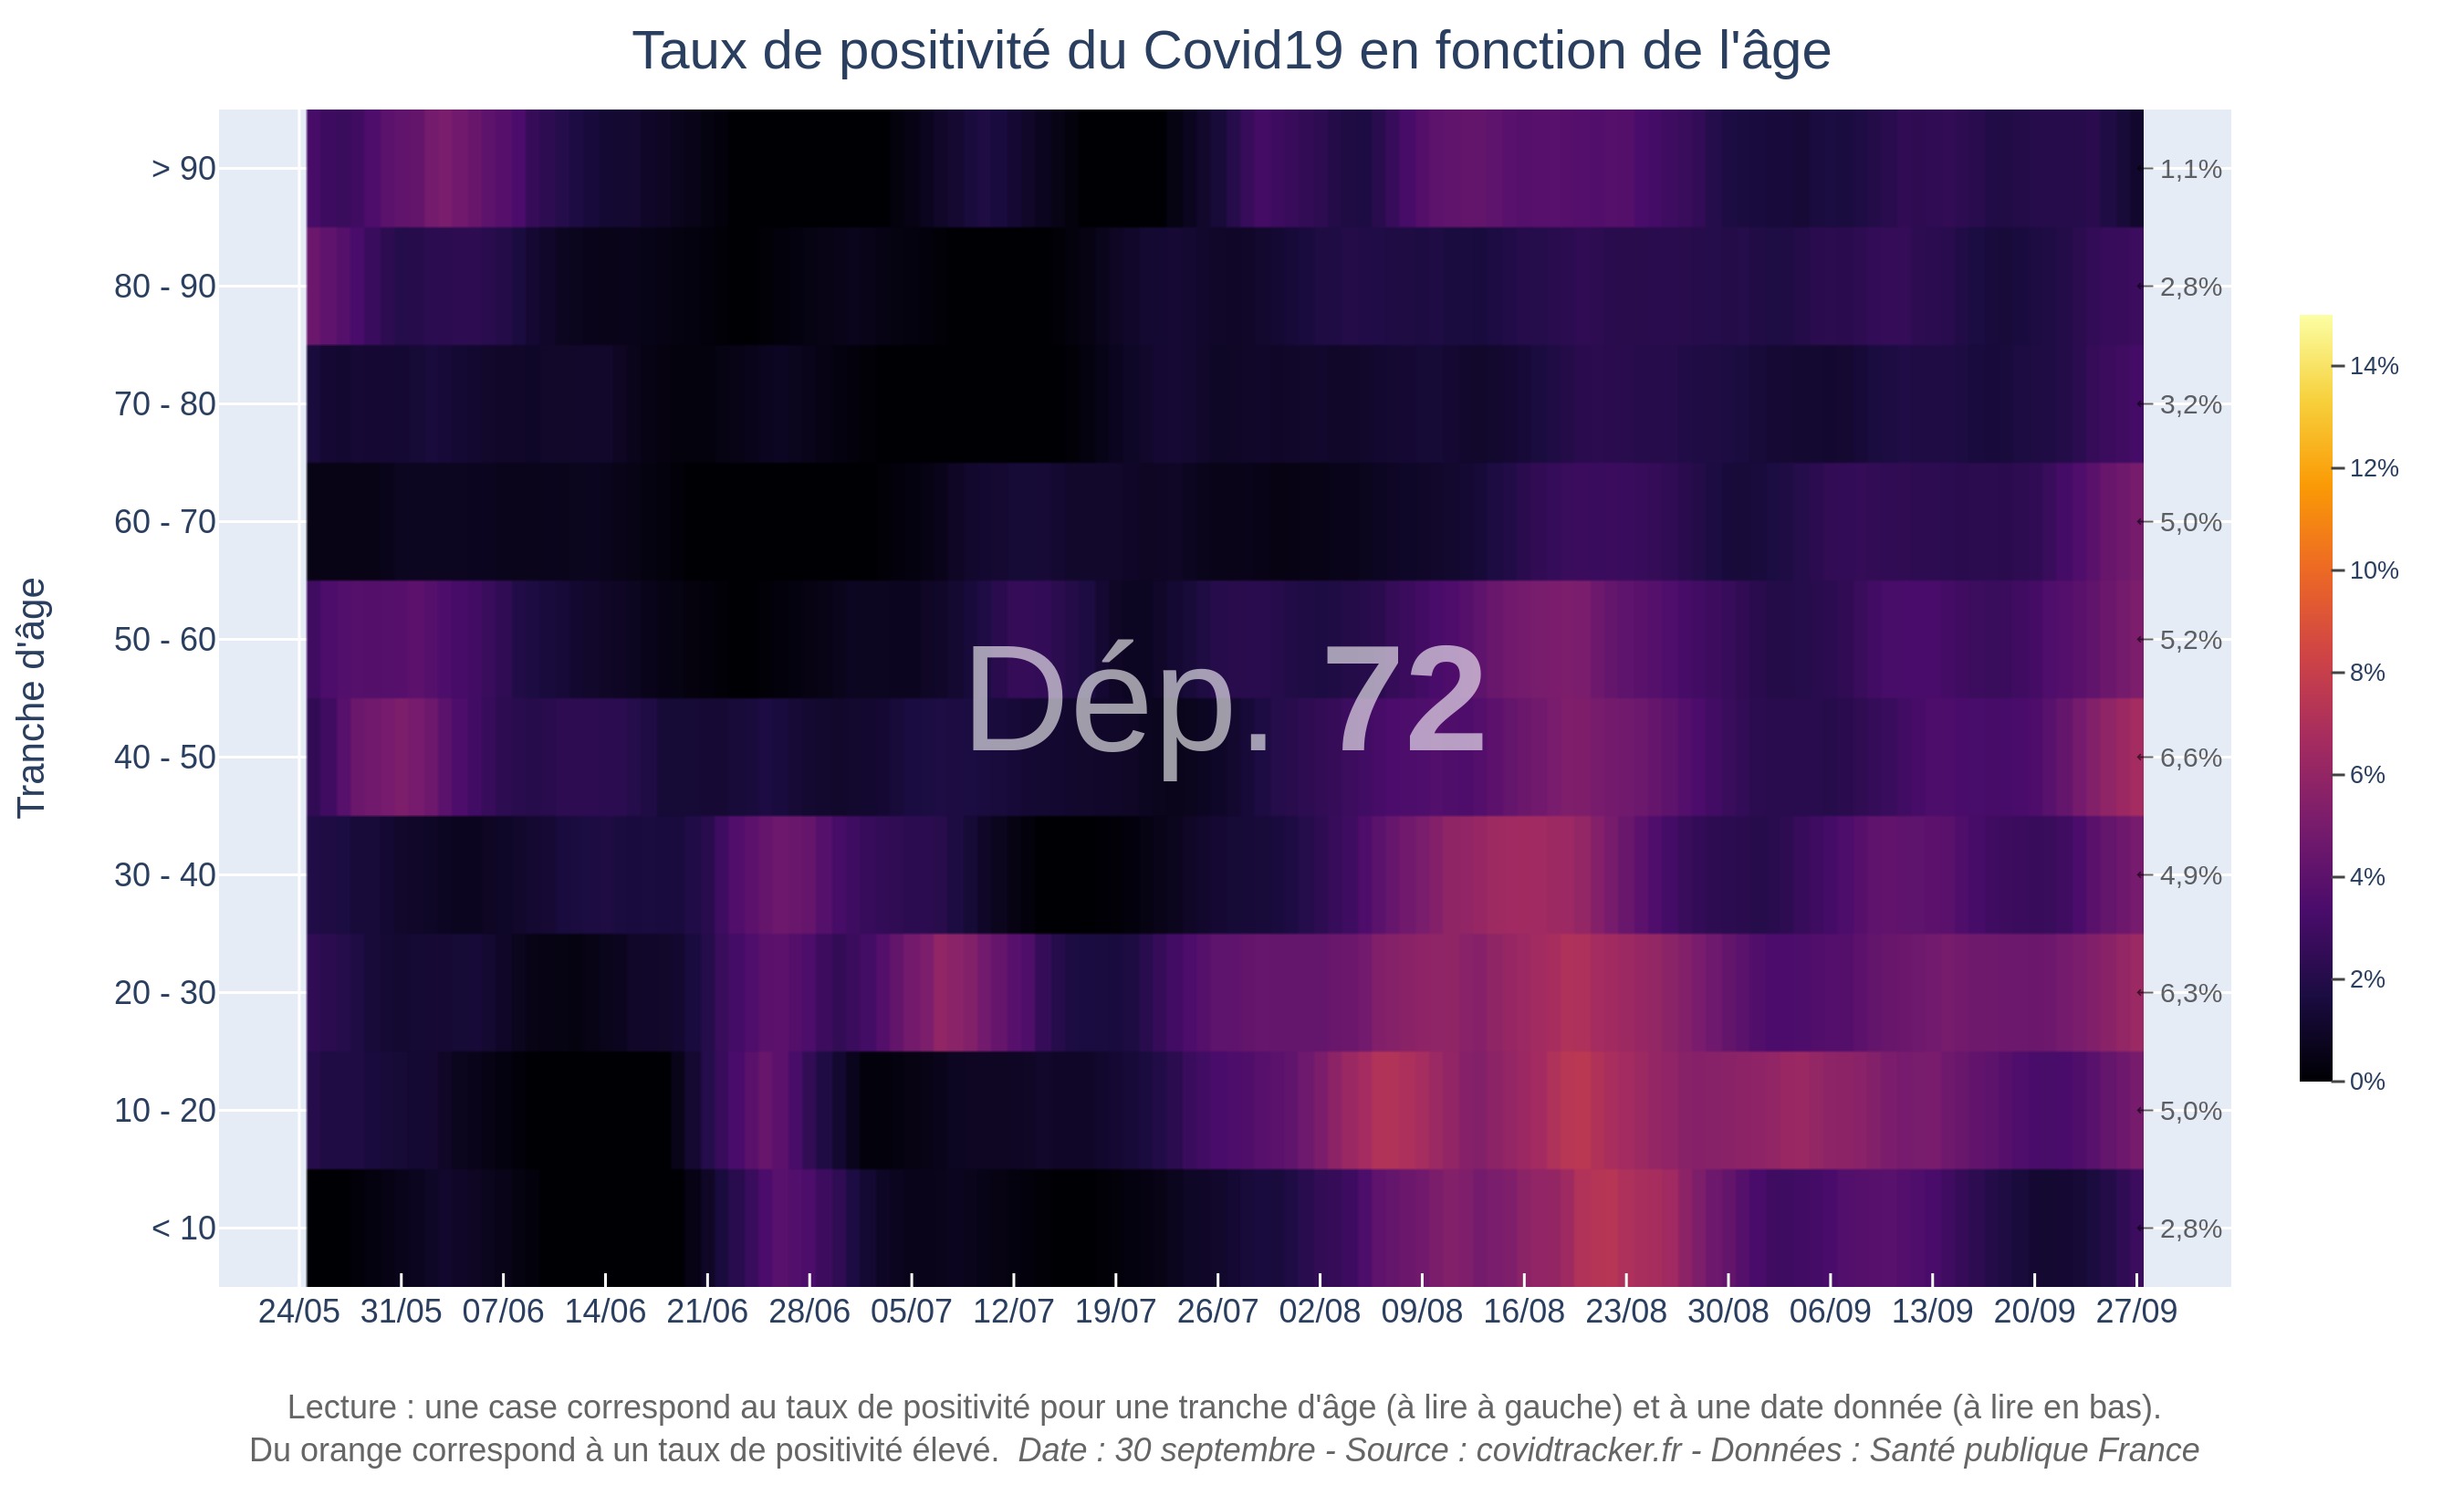 Taux de positivité du Covid19 en fonction de l'âge
Tranche d'âge
> 90
80 - 90
70 - 80
60 - 70
50 - 60
40 - 50
30 - 40
20 - 30
10 - 20
< 10
Dép. 72
1,1%
2,8%
3,2%
5,0%
5,2%
6,6%
4,9%
6,3%
5,0%
2,8%
14%
12%
10%
8%
6%
4%
2%
0%
24/05 31/05 07/06 14/06 21/06 28/06 05/07 12/07 19/07 26/07 02/08 09/08 16/08 23/08 30/08 06/09 13/09 20/09 27/09
Lecture : une case correspond au taux de positivité pour une tranche d'âge (à lire à gauche) et à une date donnée (à lire en bas).
Du orange correspond à un taux de positivité élevé. Date : 30 septembre - Source : covidtracker.fr - Données : Santé publique France